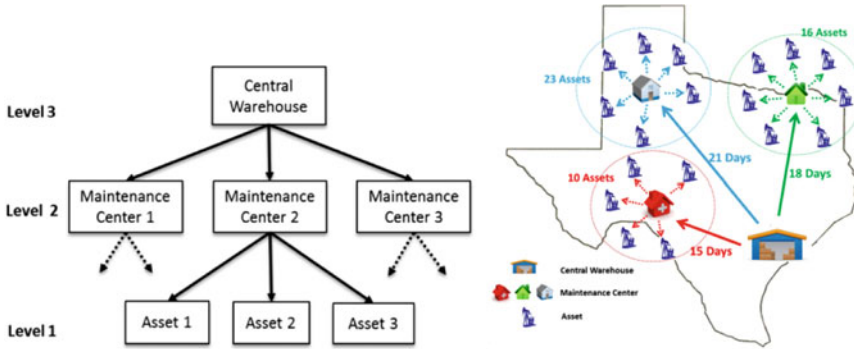 Level 3
Central
Warehouse
Level 2
Maintenance
Center 1
Maintenance
Center 2
Maintenance
Center 3
Level 1
Asset 1
Asset 2
Asset 3
16 Assets
23 Assets
21 Days
18 Days
10 Assets
15 Days
Central Warehouse
Maintenance Center
Asset